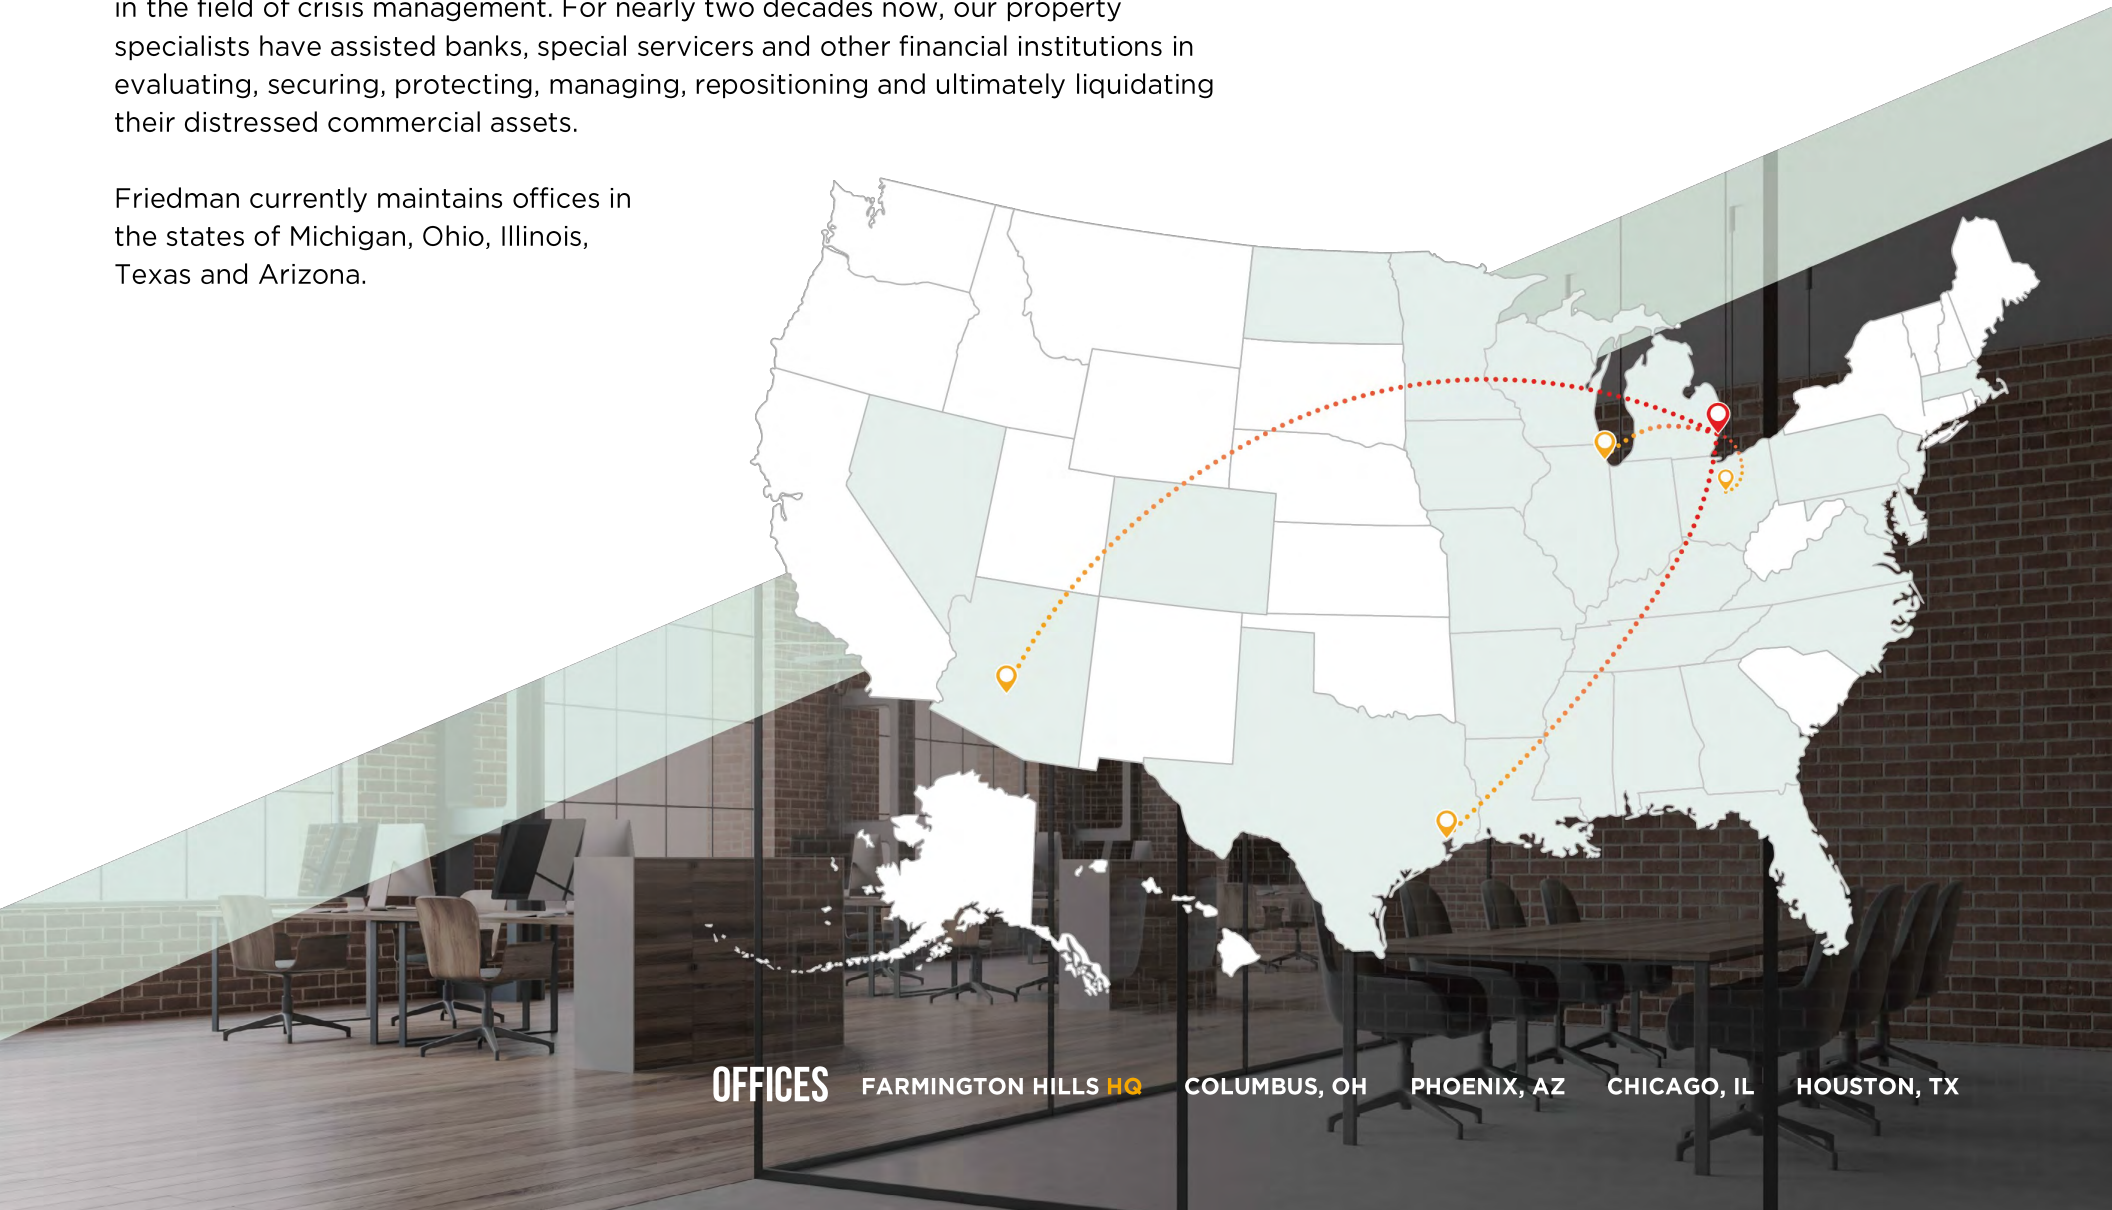 in the field of crisis management. For nearly two decades now, our property
specialists have assisted banks, special servicers and other financial institutions in
evaluating, securing, protecting, managing, repositioning and ultimately liquidating
their distressed commercial assets.
Friedman currently maintains offices in
the states of Michigan, Ohio, Illinois,
Texas and Arizona.
OFFICES FARMINGTON HILLS HQ COLUMBUS, OH PHOENIX, AZ CHICAGO, IL HOUSTON, TX